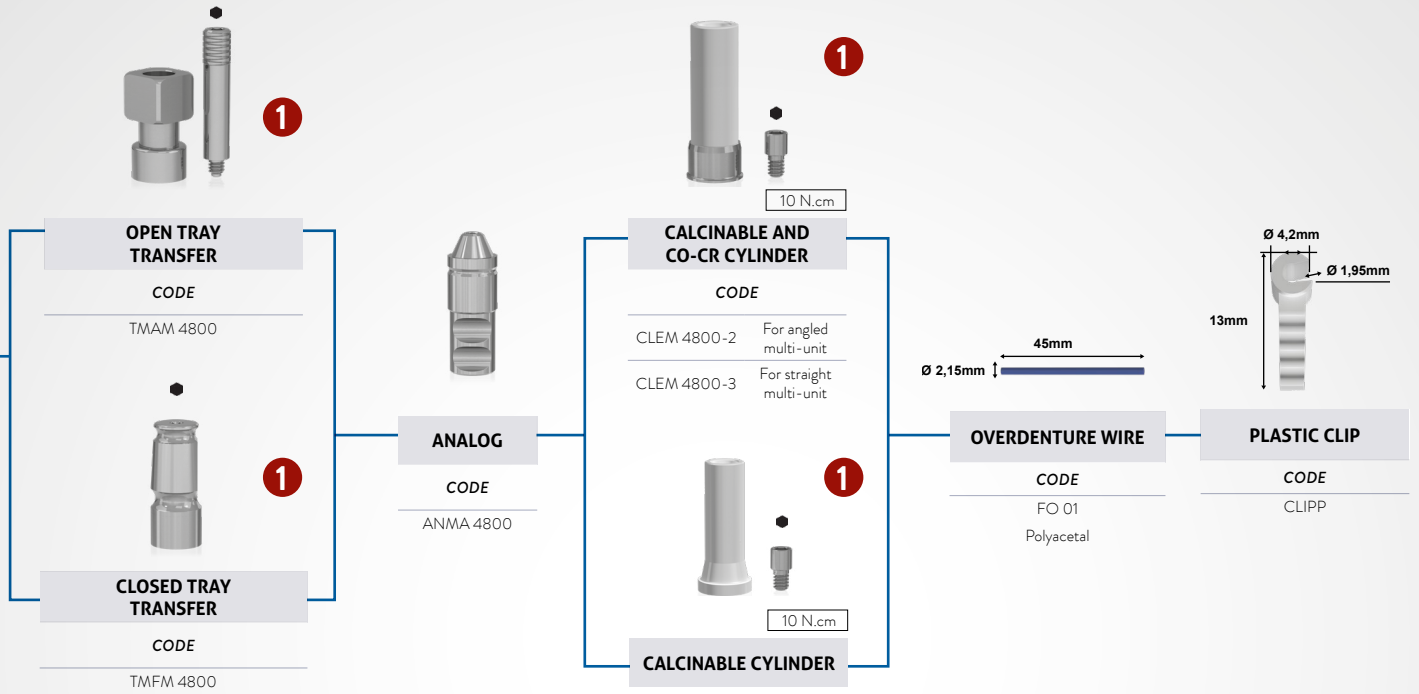 1
OPEN TRAY
TRANSFER
CODE
TMAM 4800
1
CLOSED TRAY
TRANSFER
CODE
TMFM 4800
ANALOG
CODE
ANMA 4800
1
10 N.cm
CALCINABLE AND
CO-CR CYLINDER
CODE
CLEM 4800-2 For angled
multi-unit
CLEM 4800-3 For straight
multi-unit
1
10 N.cm
CALCINABLE CYLINDER
45mm
Ø 2,15mm
OVERDENTURE WIRE
CODE
FO 01
Polyacetal
Ø 4,2mm
Ø 1,95mm
13mm
PLASTIC CLIP
CODE
CLIPP